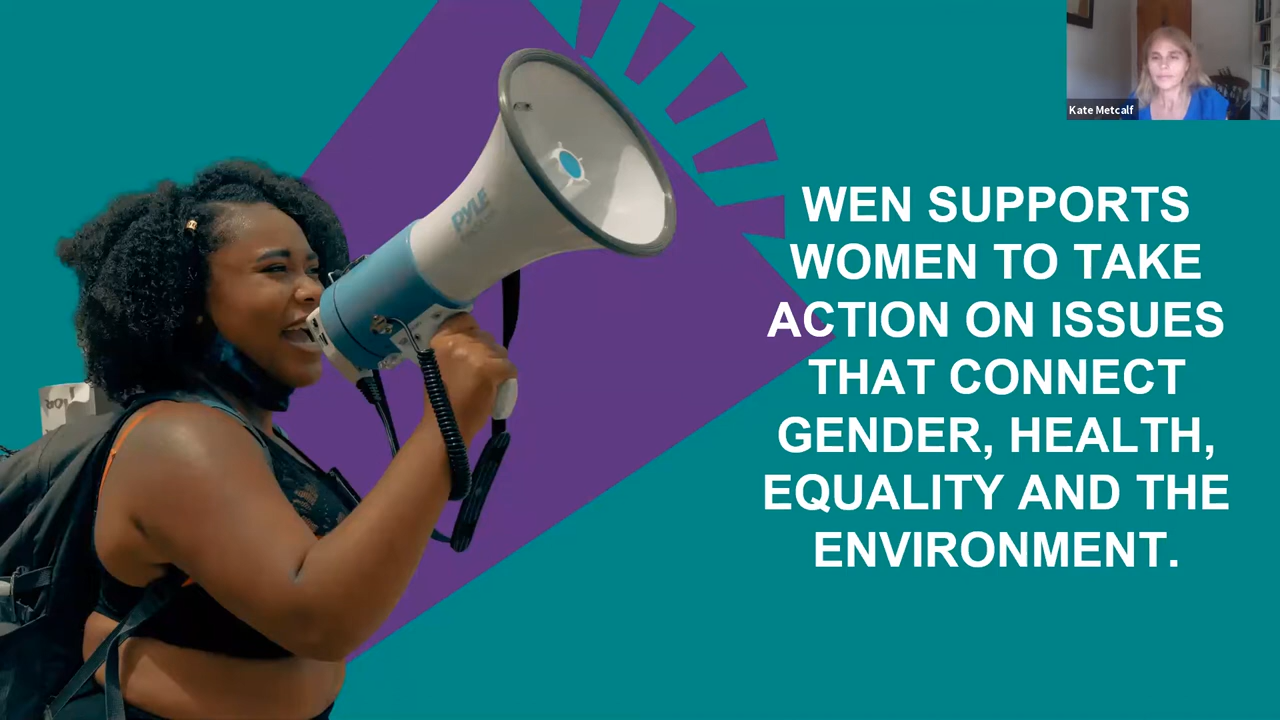 Kate Metcalf
PYLE
WEN SUPPORTS
WOMEN TO TAKE
ACTION ON ISSUES
THAT CONNECT
GENDER, HEALTH,
EQUALITY AND THE
ENVIRONMENT.